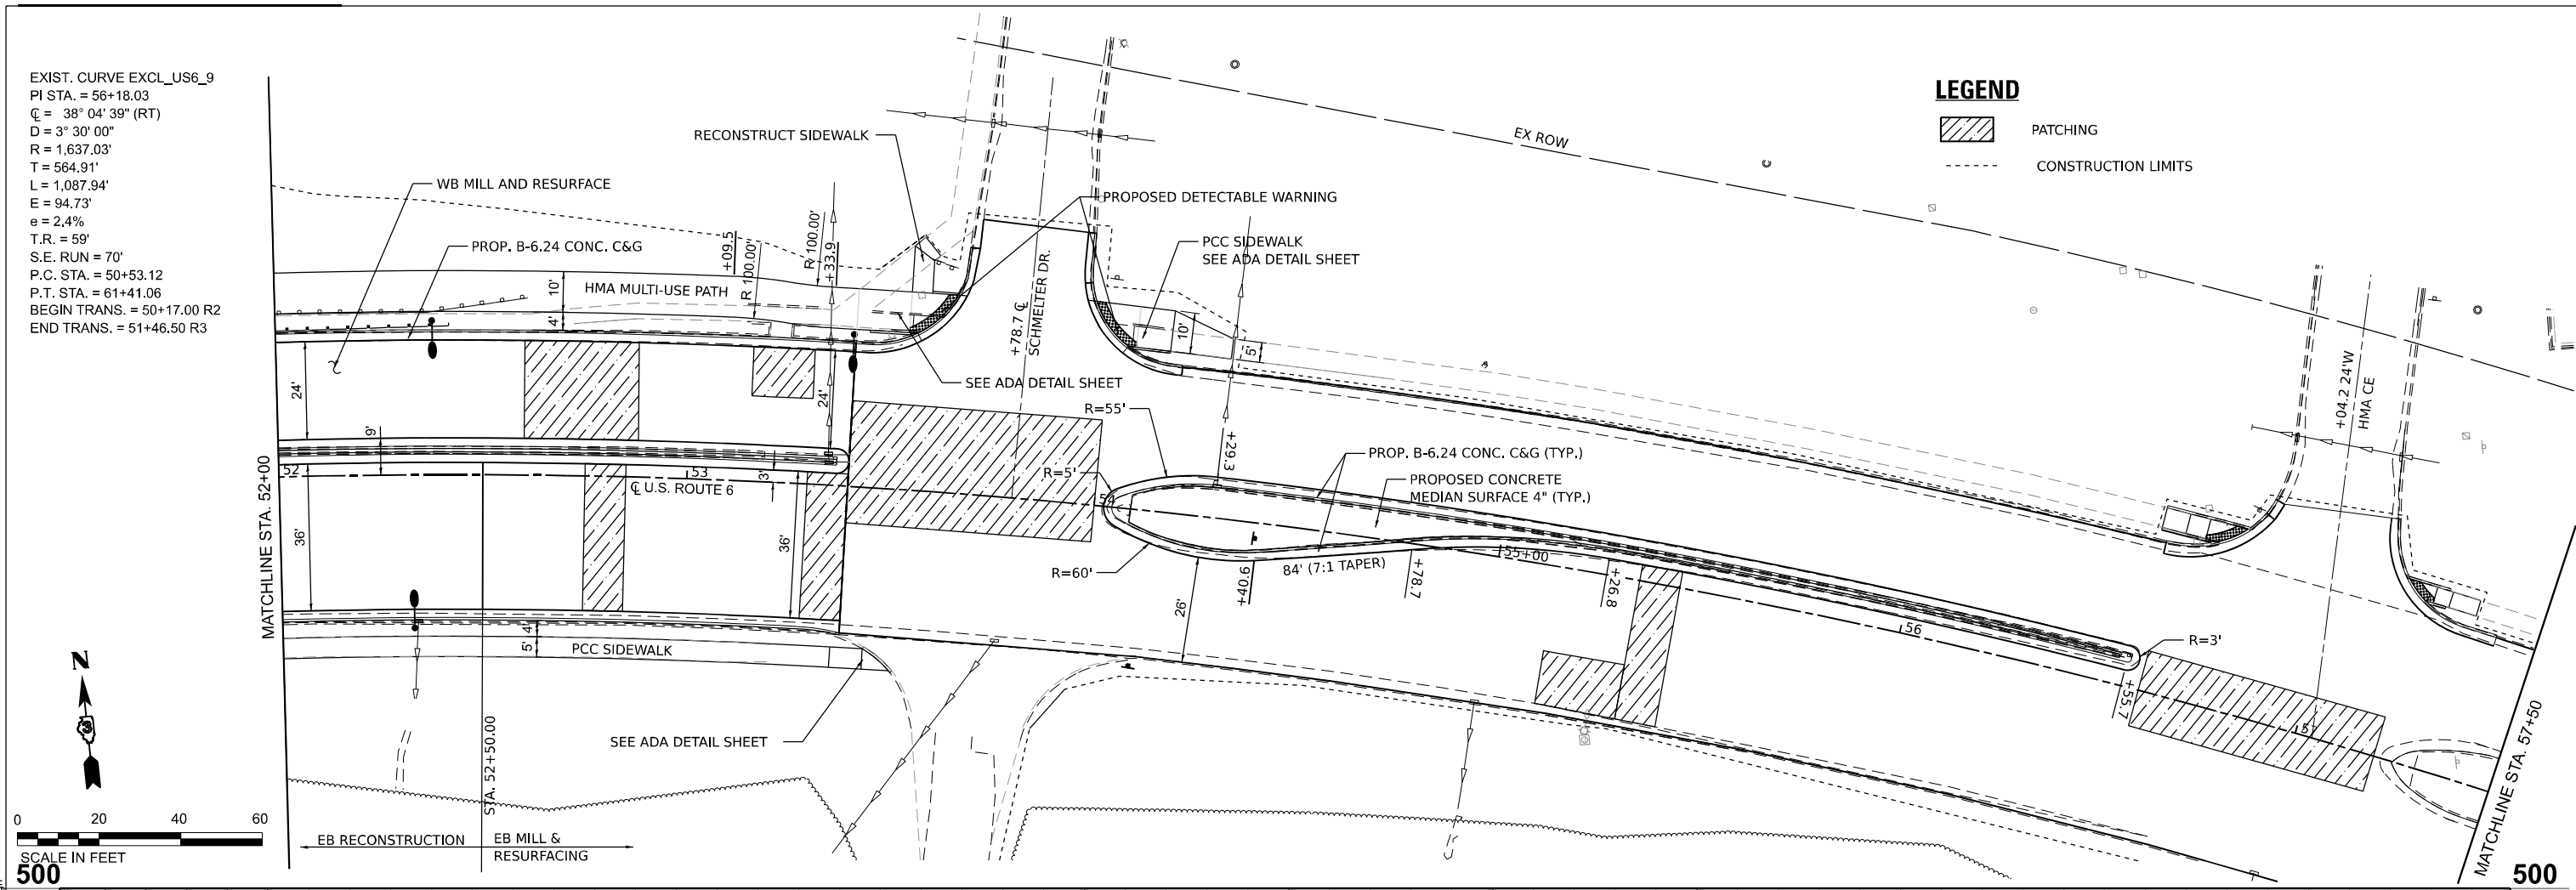 EXIST. CURVE EXCL_US6_9
PI STA. = 56+18.03
℄ = 38° 04' 39" (RT)
D = 3° 30' 00"
R = 1,637.03'
T = 564.91'
L = 1,087.94'
E = 94.73'
e = 2.4%
T.R. = 59'
S.E. RUN = 70'
P.C. STA. = 50+53.12
P.T. STA. = 61+41.06
BEGIN TRANS. = 50+17.00 R2
END TRANS. = 51+46.50 R3
RECONSTRUCT SIDEWALK
WB MILL AND RESURFACE
PROP. B-6.24 CONC. C&G
HMA MULTI-USE PATH
10'
4'
+09.5
R 100.00'
R 100.00'
+33.9
PROPOSED DETECTABLE WARNING
PCC SIDEWALK
SEE ADA DETAIL SHEET
+78.7 ℄
SCHMELTER DR.
10'
5'
SEE ADA DETAIL SHEET
EX ROW
LEGEND
PATCHING
CONSTRUCTION LIMITS
24'
24'
9'
3'
MATCHLINE STA. 52+00
52
53
℄ U.S. ROUTE 6
36'
36'
R=55'
R=5'
54
+29.3
PROP. B-6.24 CONC. C&G (TYP.)
PROPOSED CONCRETE
MEDIAN SURFACE 4" (TYP.)
R=60'
26'
+40.9
84' (7:1 TAPER)
+78.7
55+00
+26.8
56
R=3'
+55.7
57
+04.2 24'W
HMA CE
MATCHLINE STA. 57+50
4'
5'
PCC SIDEWALK
SEE ADA DETAIL SHEET
STA. 52+50.00
EB RECONSTRUCTION
EB MILL &
RESURFACING
N
3
0 20 40 60
SCALE IN FEET
500
500